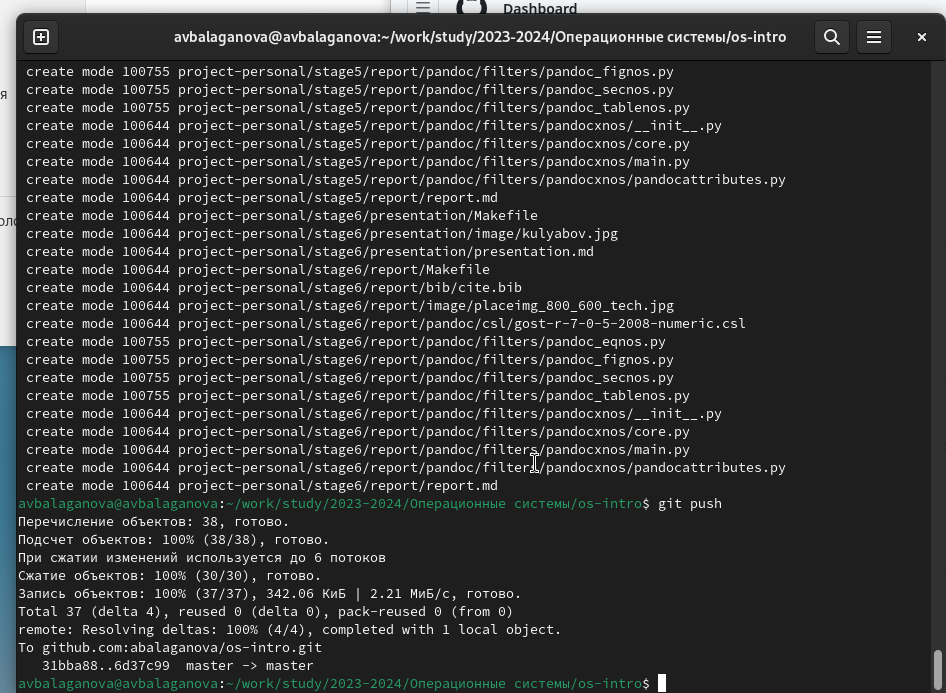 Dashboard
avbalaganova@avbalaganova:~/work/study/2023-2024/Операционные системы/os-intro
я
create mode 100755 project-personal/stage5/report/pandoc/filters/pandoc_fignos.py
create mode 100755 project-personal/stage5/report/pandoc/filters/pandoc_secnos.py
create mode 100755 project-personal/stage5/report/pandoc/filters/pandoc_tablenos.py
create mode 100644 project-personal/stage5/report/pandoc/filters/pandocxnos/__init__.py
create mode 100644 project-personal/stage5/report/pandoc/filters/pandocxnos/core.py
create mode 100644 project-personal/stage5/report/pandoc/filters/pandocxnos/main.py
create mode 100644 project-personal/stage5/report/pandoc/filters/pandocxnos/pandocattributes.py
create mode 100644 project-personal/stage5/report/report.md
create mode 100644 project-personal/stage6/presentation/Makefile
create mode 100644 project-personal/stage6/presentation/image/kulyabov.jpg
create mode 100644 project-personal/stage6/presentation/presentation.md
create mode 100644 project-personal/stage6/report/Makefile
create mode 100644 project-personal/stage6/report/bib/cite.bib
create mode 100644 project-personal/stage6/report/image/placeimg_800_600_tech.jpg
create mode 100644 project-personal/stage6/report/pandoc/csl/gost-r-7-0-5-2008-numeric.csl
create mode 100755 project-personal/stage6/report/pandoc/filters/pandoc_eqnos.py
create mode 100755 project-personal/stage6/report/pandoc/filters/pandoc_fignos.py
create mode 100755 project-personal/stage6/report/pandoc/filters/pandoc_secnos.py
create mode 100755 project-personal/stage6/report/pandoc/filters/pandoc_tablenos.py
create mode 100644 project-personal/stage6/report/pandoc/filters/pandocxnos/__init__.py
create mode 100644 project-personal/stage6/report/pandoc/filters/pandocxnos/core.py
create mode 100644 project-personal/stage6/report/pandoc/filters/pandocxnos/main.py
create mode 100644 project-personal/stage6/report/pandoc/filters/pandocxnos/pandocattributes.py
create mode 100644 project-personal/stage6/report/report.md
avbalaganova@avbalaganova:~/work/study/2023-2024/Операционные системы/os-intro$ git push
Перечисление объектов: 38, готово.
Подсчет объектов: 100% (38/38), готово.
При сжатии изменений используется до 6 потоков
Сжатие объектов: 100% (30/30), готово.
Запись объектов: 100% (37/37), 342.06 КиБ | 2.21 МиБ/с, готово.
Total 37 (delta 4), reused 0 (delta 0), pack-reused 0 (from 0)
remote: Resolving deltas: 100% (4/4), completed with 1 local object.
To github.com:abalaganova/os-intro.git
31bba88..6d37c99 master -> master
avbalaganova@avbalaganova:~/work/study/2023-2024/Операционные системы/os-intro$